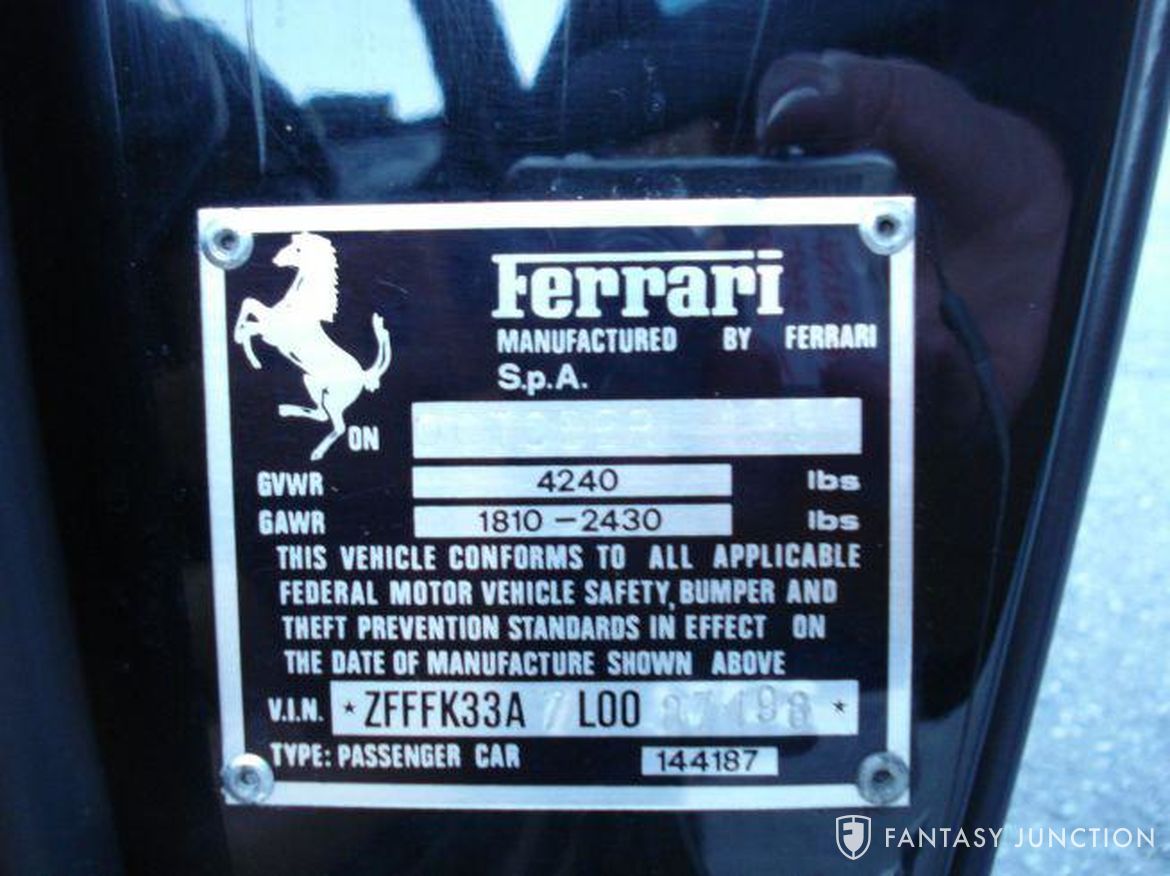 Ferrari
MANUFACTURED BY FERRARI
S.p.A.
ON OCTOBER
GVWR 4240 lbs
GAWR 1810-2430 lbs
THIS VEHICLE CONFORMS TO ALL APPLICABLE
FEDERAL MOTOR VEHICLE SAFETY, BUMPER AND
THEFT PREVENTION STANDARDS IN EFFECT ON
THE DATE OF MANUFACTURE SHOWN ABOVE
V.I.N. * ZFFFK33A 7 L00 *
TYPE: PASSENGER CAR 144187
FANTASY JUNCTION